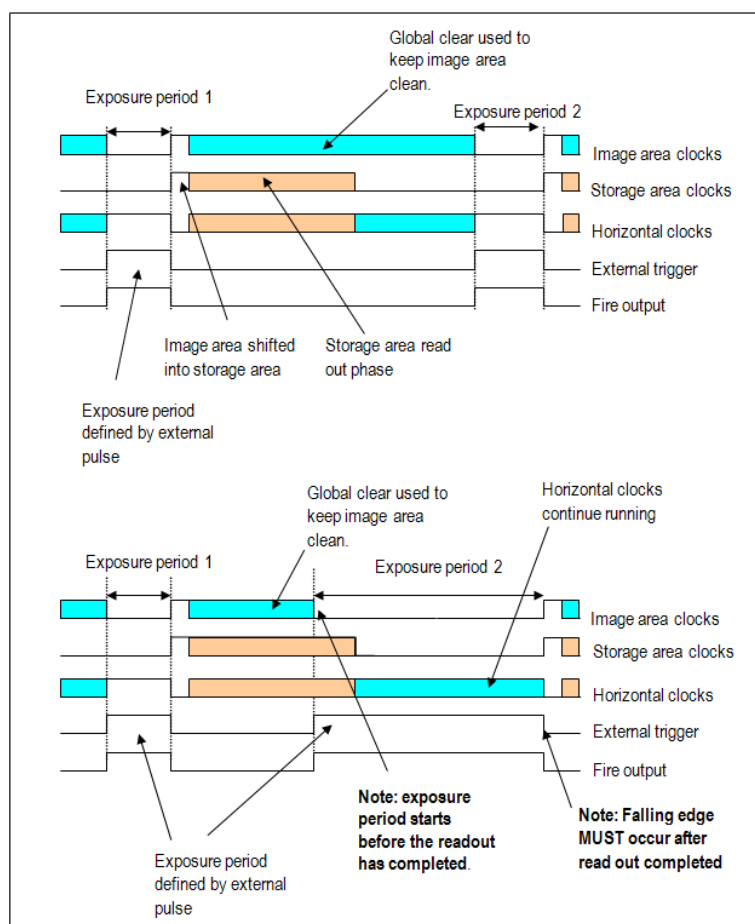 Global clear used to
keep image area
clean.
Exposure period 1
Exposure period 2
Image area clocks
Storage area clocks
Horizontal clocks
External trigger
Fire output
Image area shifted
into storage area
Storage area read
out phase
Exposure period
defined by external
pulse
Global clear used to
keep image area
clean.
Horizontal clocks
continue running
Exposure period 1
Exposure period 2
Image area clocks
Storage area clocks
Horizontal clocks
External trigger
Fire output
Note: exposure
period starts
before the readout
has completed.
Note: Falling edge
MUST occur after
read out completed
Exposure period
defined by external
pulse